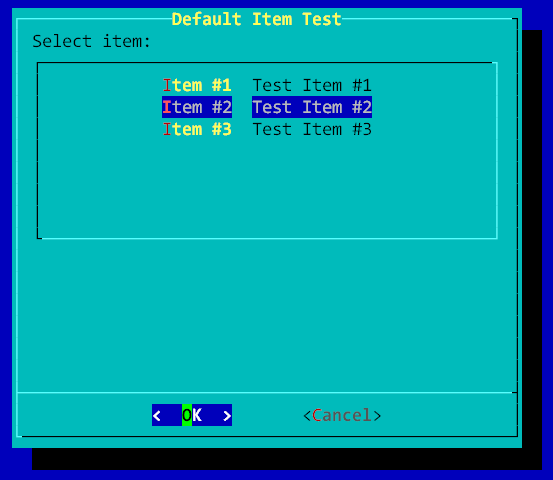 Default Item Test
Select item:
Item #1 Test Item #1
Item #2 Test Item #2
Item #3 Test Item #3
< OK > <Cancel>